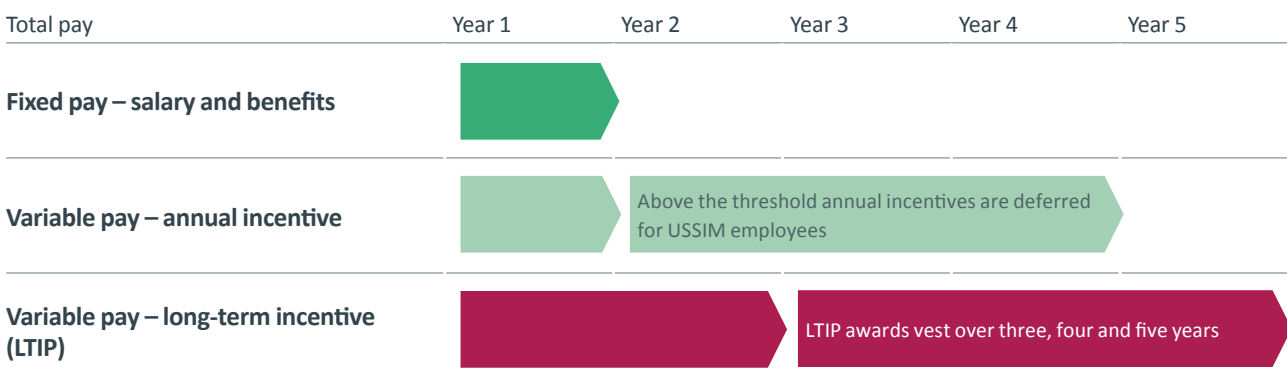 Total pay
Year 1
Year 2
Year 3
Year 4
Year 5
Fixed pay – salary and benefits
Variable pay – annual incentive
Above the threshold annual incentives are deferred
for USSIM employees
Variable pay – long-term incentive
(LTIP)
LTIP awards vest over three, four and five years